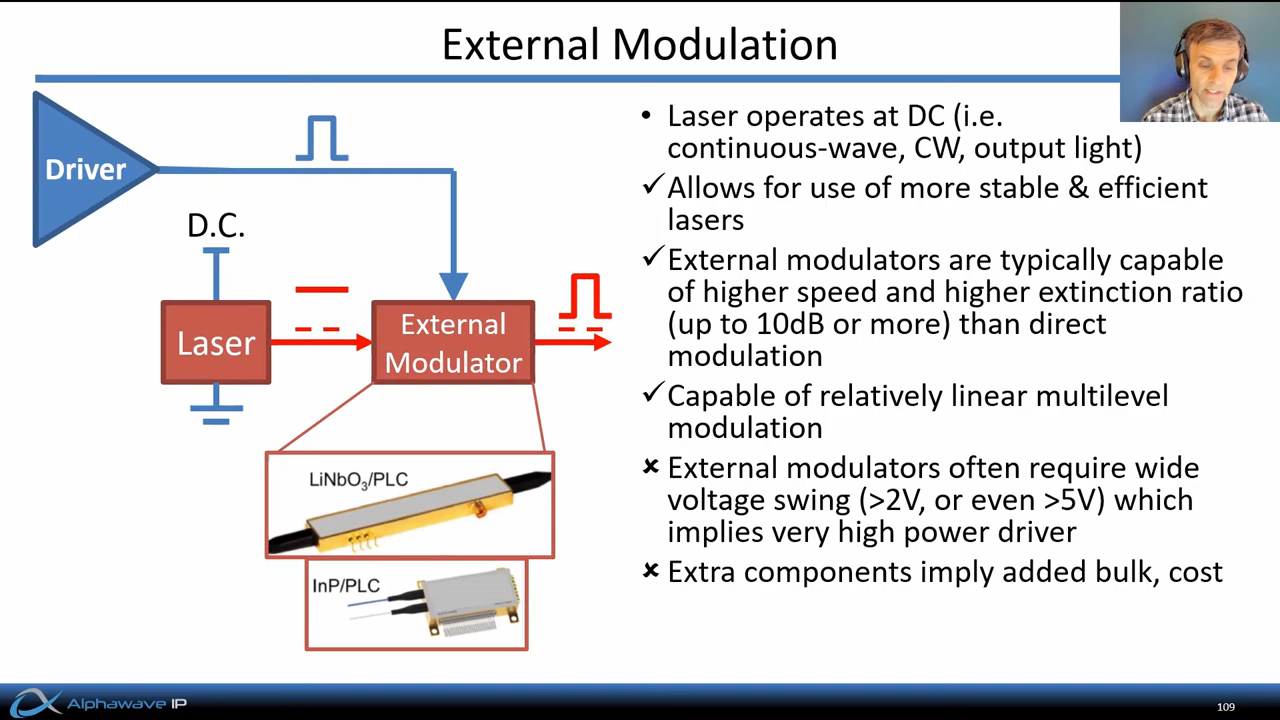 External Modulation
Driver
D.C.
Laser
External
Modulator
LiNbO₃/PLC
InP/PLC
• Laser operates at DC (i.e.
continuous-wave, CW, output light)
✓Allows for use of more stable & efficient
lasers
✓External modulators are typically capable
of higher speed and higher extinction ratio
(up to 10dB or more) than direct
modulation
✓Capable of relatively linear multilevel
modulation
✗External modulators often require wide
voltage swing (>2V, or even >5V) which
implies very high power driver
✗Extra components imply added bulk, cost
Alphawave IP
109